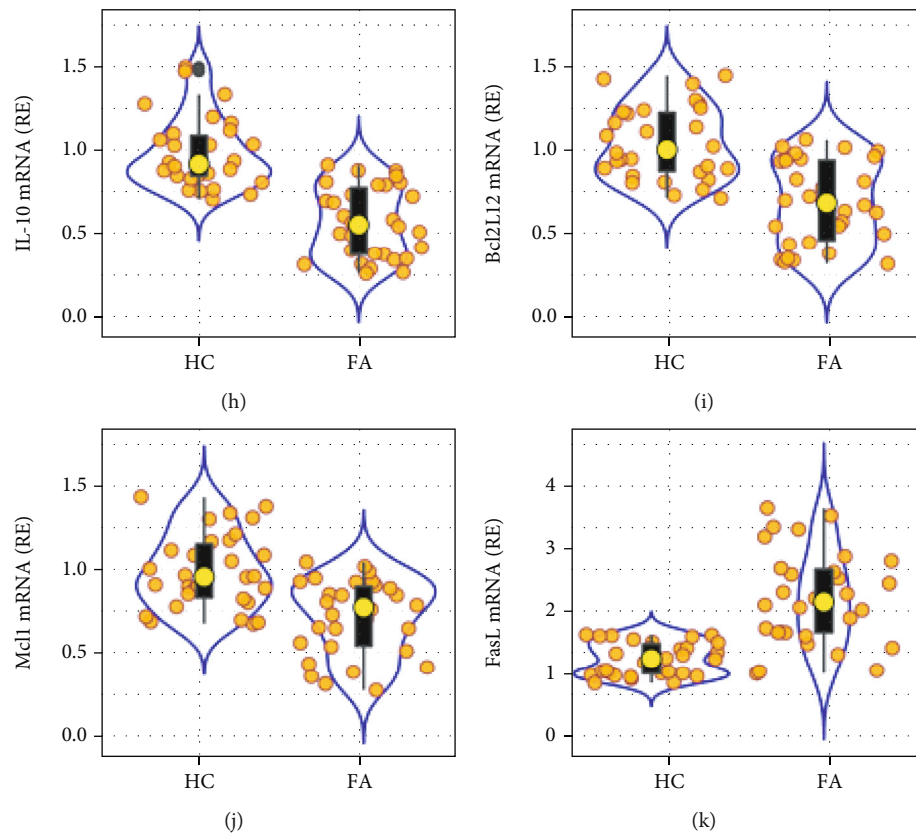 IL-10 mRNA (RE)
1.5
1.0
0.5
0.0
HC
FA
(h)
Bcl2L12 mRNA (RE)
1.5
1.0
0.5
0.0
HC
FA
(i)
Mcl1 mRNA (RE)
1.5
1.0
0.5
0.0
HC
FA
(j)
FasL mRNA (RE)
4
3
2
1
0
HC
FA
(k)